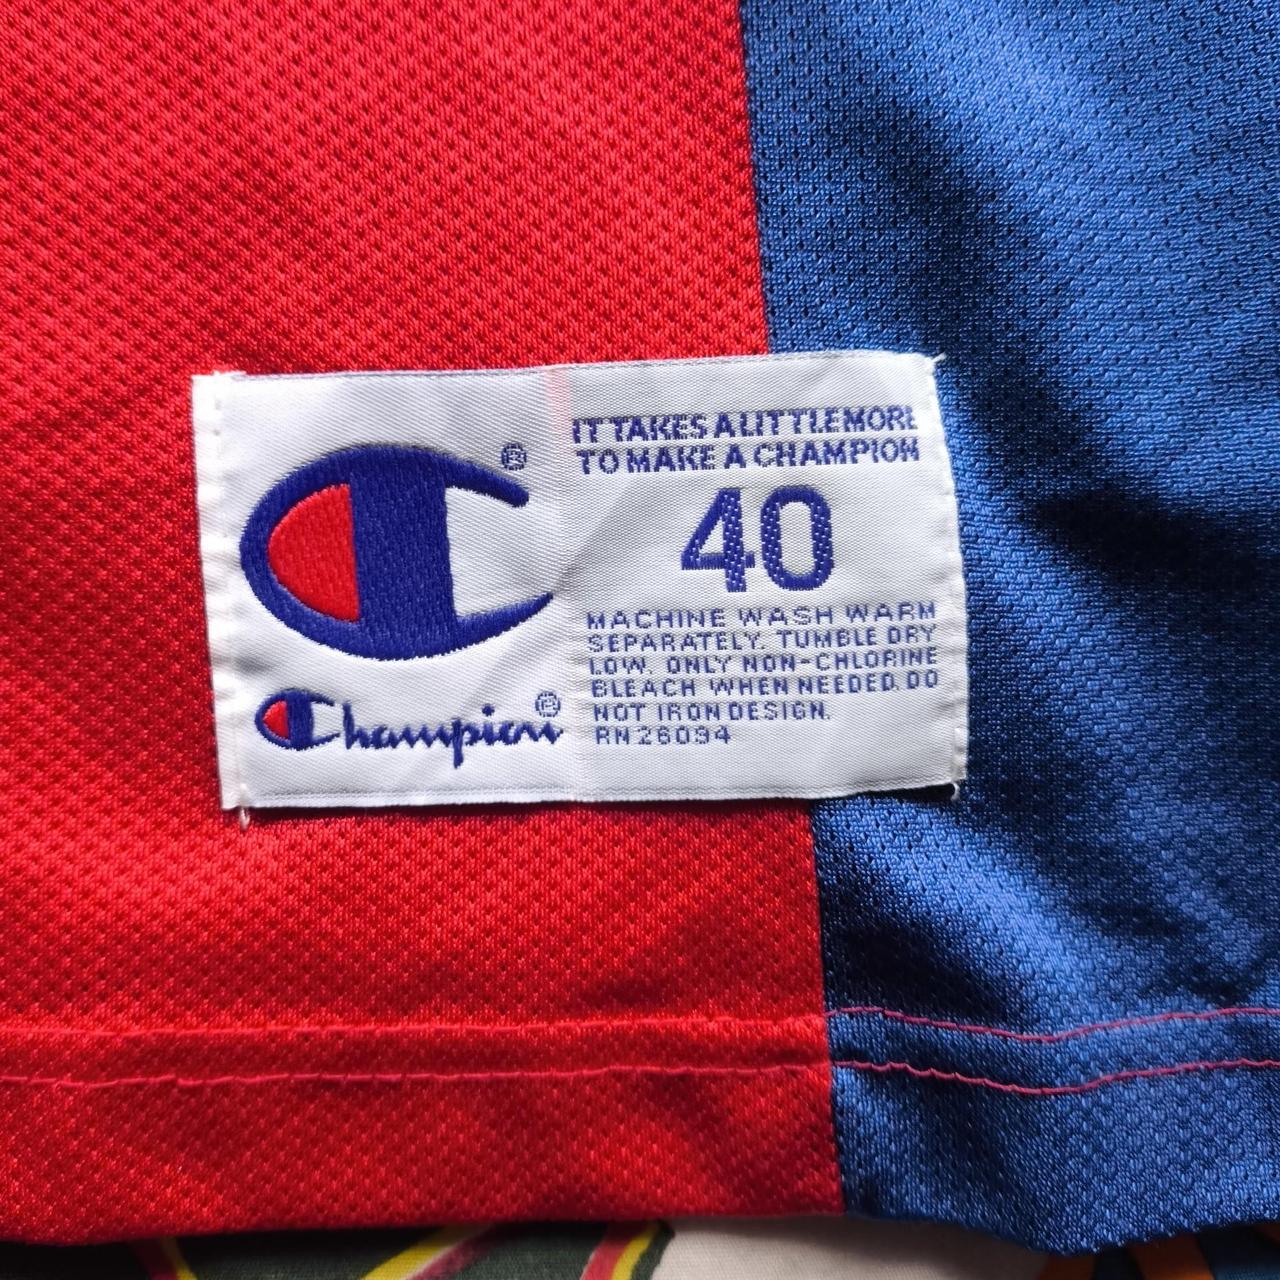 IT TAKES A LITTLE MORE
TO MAKE A CHAMPION
40
MACHINE WASH WARM
SEPARATELY. TUMBLE DRY
LOW. ONLY NON-CHLORINE
BLEACH WHEN NEEDED. DO
NOT IRON DESIGN.
RN 26094
®
Champion®